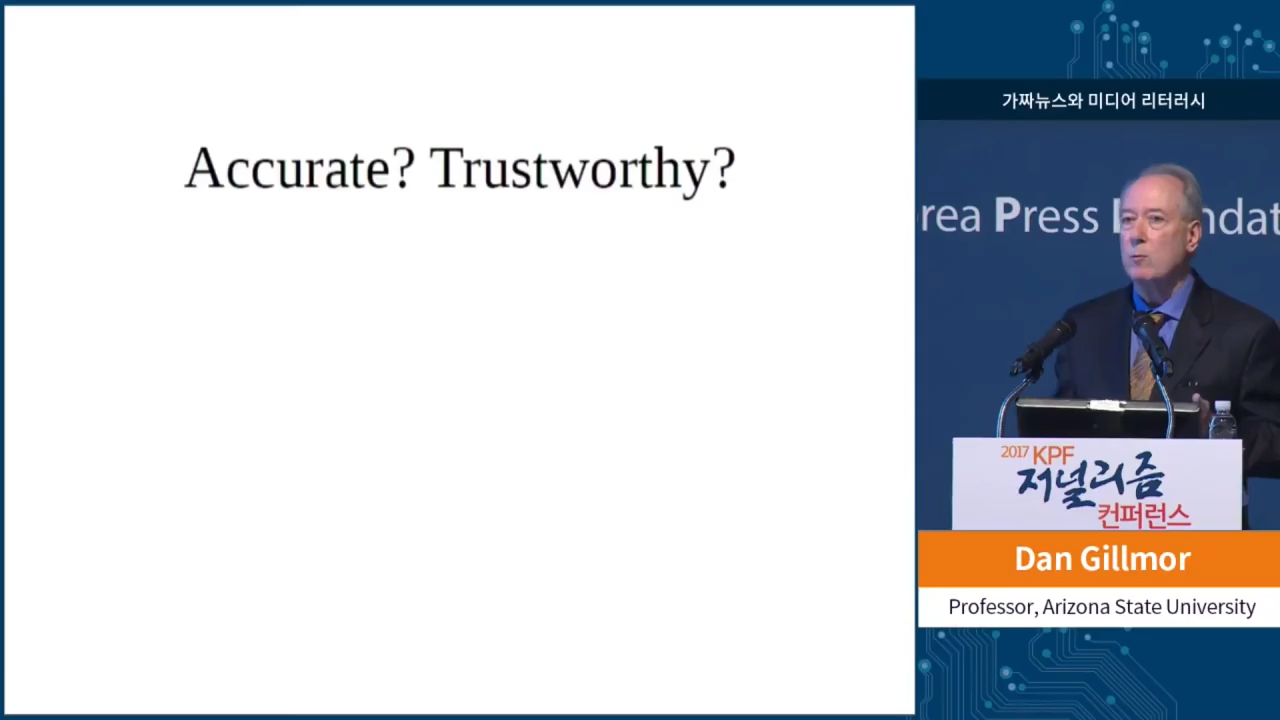 Accurate? Trustworthy?
가짜뉴스와 미디어 리터러시
Press
2017 KPF
저널리즘
컨퍼런스
Dan Gillmor
Professor, Arizona State University